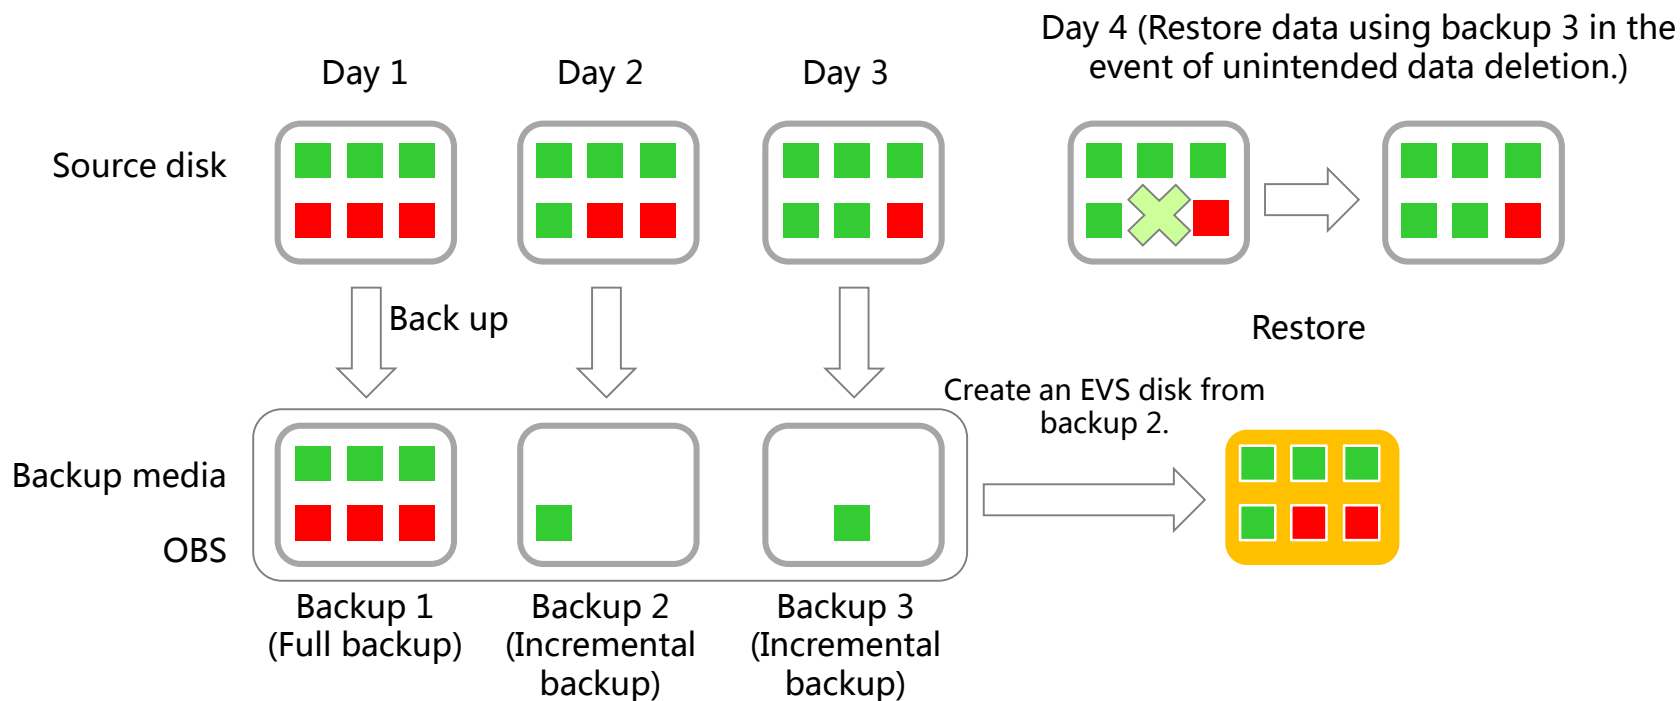 Day 1
Day 2
Day 3
Day 4 (Restore data using backup 3 in the
event of unintended data deletion.)
Source disk
Back up
Restore
Create an EVS disk from
backup 2.
Backup media
OBS
Backup 1
(Full backup)
Backup 2
(Incremental
backup)
Backup 3
(Incremental
backup)